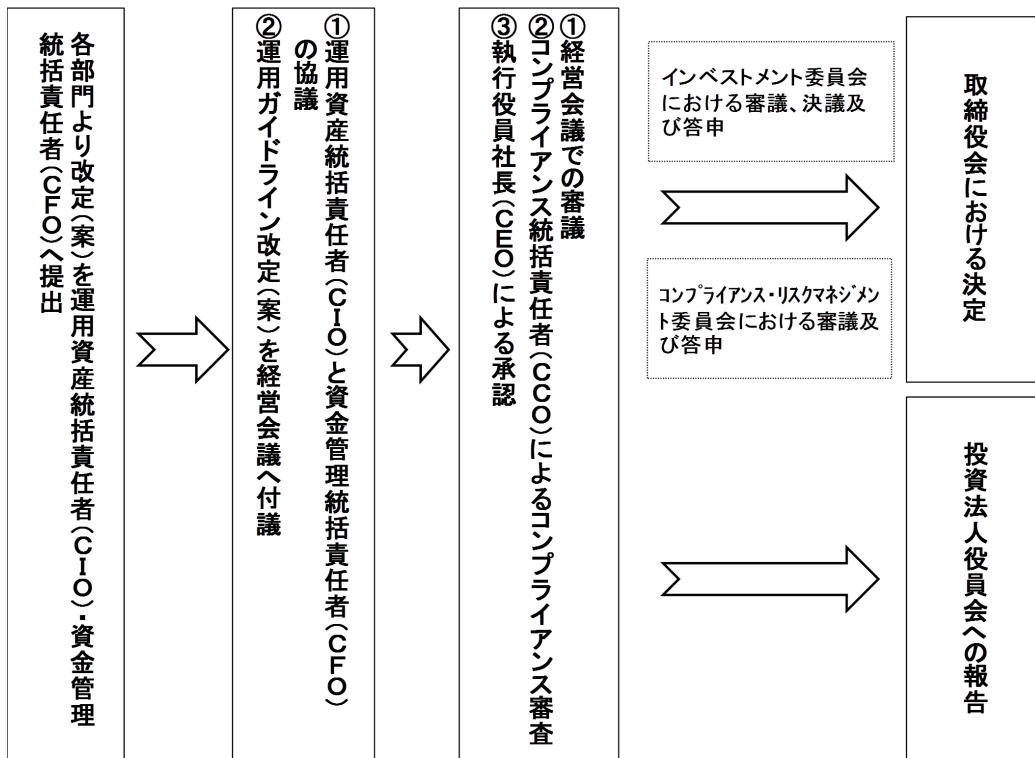 各部門より改定(案)を運用資産統括責任者(CIO)・資金管理
統括責任者(CFO)へ提出
①運用資産統括責任者(CIO)と資金管理統括責任者(CFO)
の協議
②運用ガイドライン改定(案)を経営会議へ付議
①経営会議での審議
②コンプライアンス統括責任者(CCO)によるコンプライアンス審査
③執行役員社長(CEO)による承認
インベストメント委員会
における審議、決議及
び答申
コンプライアンス・リスクマネジメン
ト委員会における審議及
び答申
取締役会における決定
投資法人役員会への報告